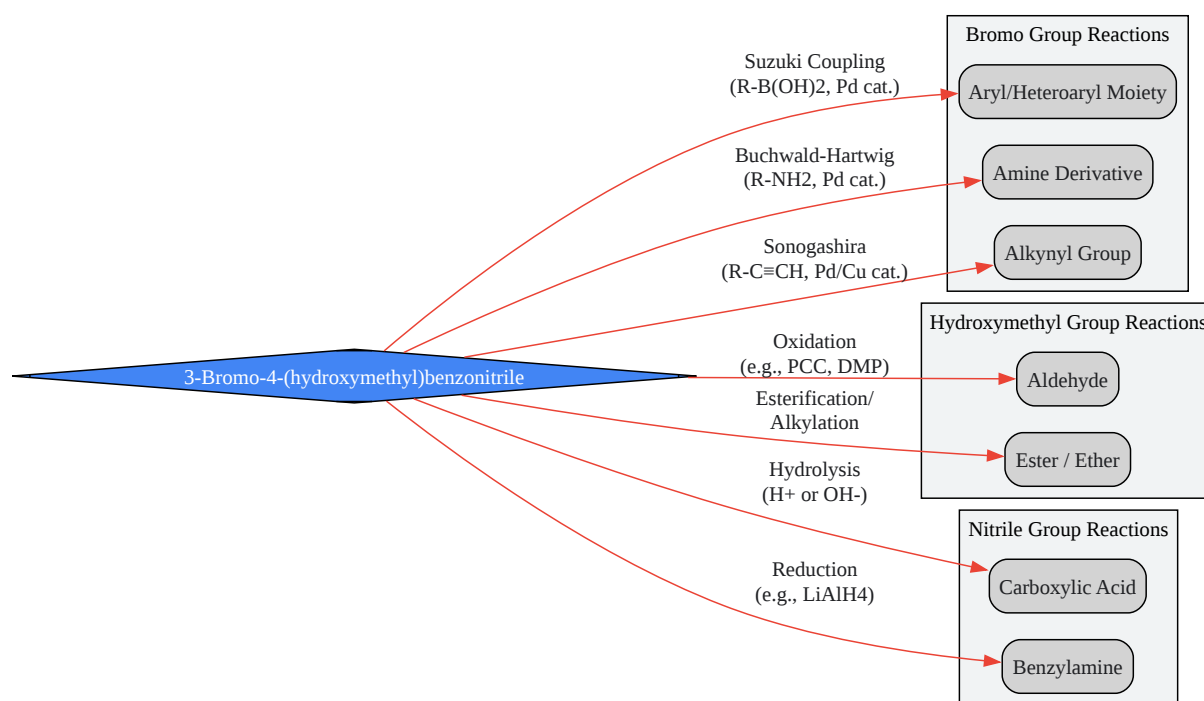 Bromo Group Reactions
Suzuki Coupling
(R-B(OH)2, Pd cat.)
Aryl/Heteroaryl Moiety
Buchwald-Hartwig
(R-NH2, Pd cat.)
Amine Derivative
Sonogashira
(R-C≡CH, Pd/Cu cat.)
Alkynyl Group
Hydroxymethyl Group Reactions
3-Bromo-4-(hydroxymethyl)benzonitrile
Oxidation
(e.g., PCC, DMP)
Aldehyde
Esterification/
Alkylation
Ester / Ether
Nitrile Group Reactions
Hydrolysis
(H+ or OH-)
Carboxylic Acid
Reduction
(e.g., LiAlH4)
Benzylamine